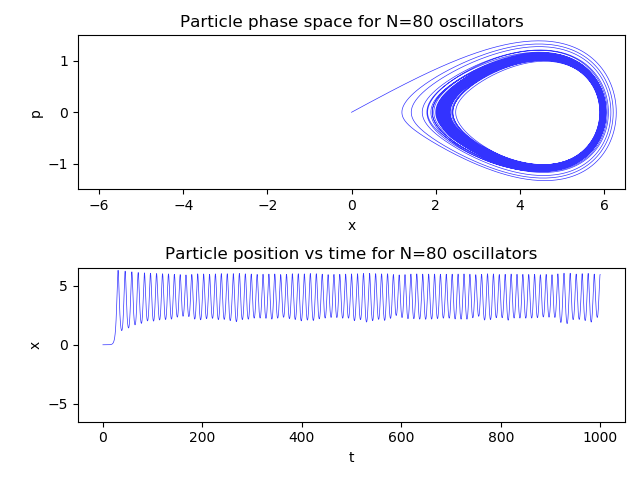 Particle phase space for N=80 oscillators
1
0
−1
p
−6 −4 −2 0 2 4 6
x
Particle position vs time for N=80 oscillators
5
0
−5
x
0 200 400 600 800 1000
t